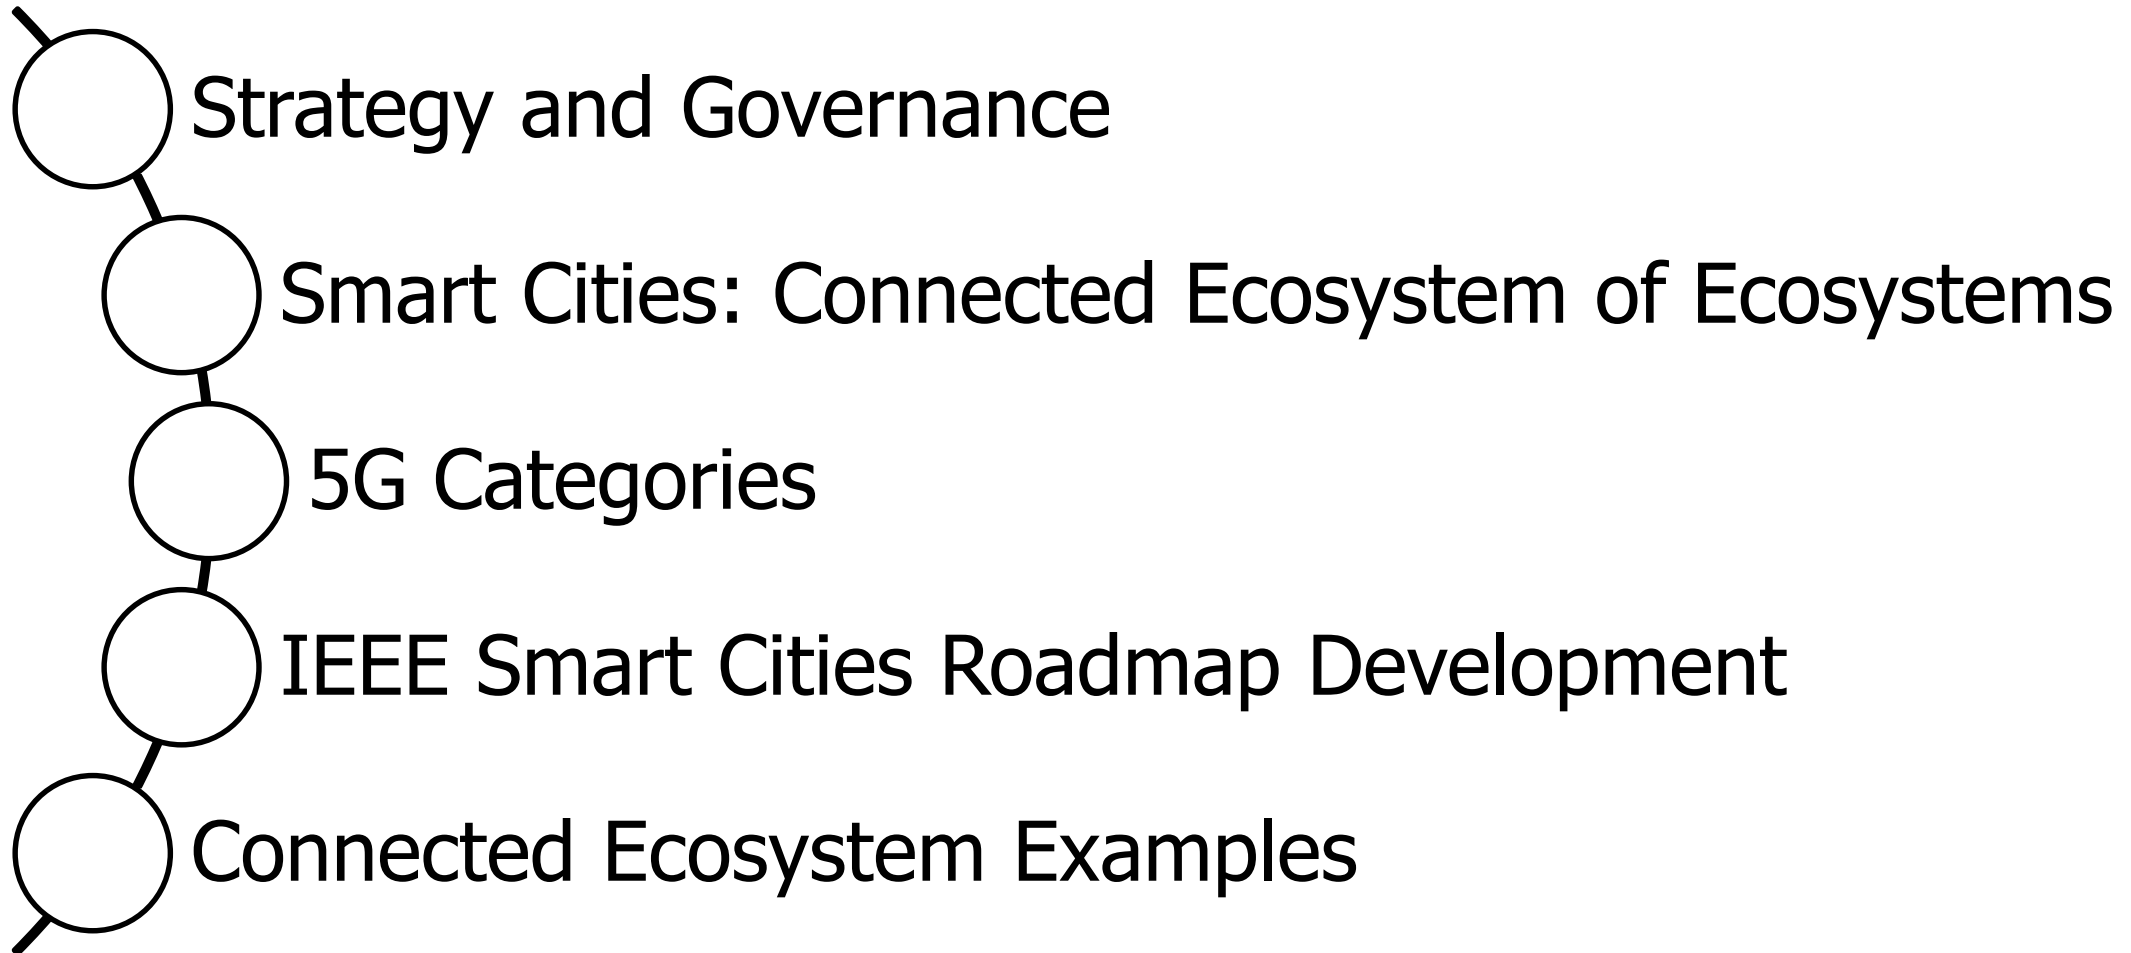 Strategy and Governance
Smart Cities: Connected Ecosystem of Ecosystems
5G Categories
IEEE Smart Cities Roadmap Development
Connected Ecosystem Examples